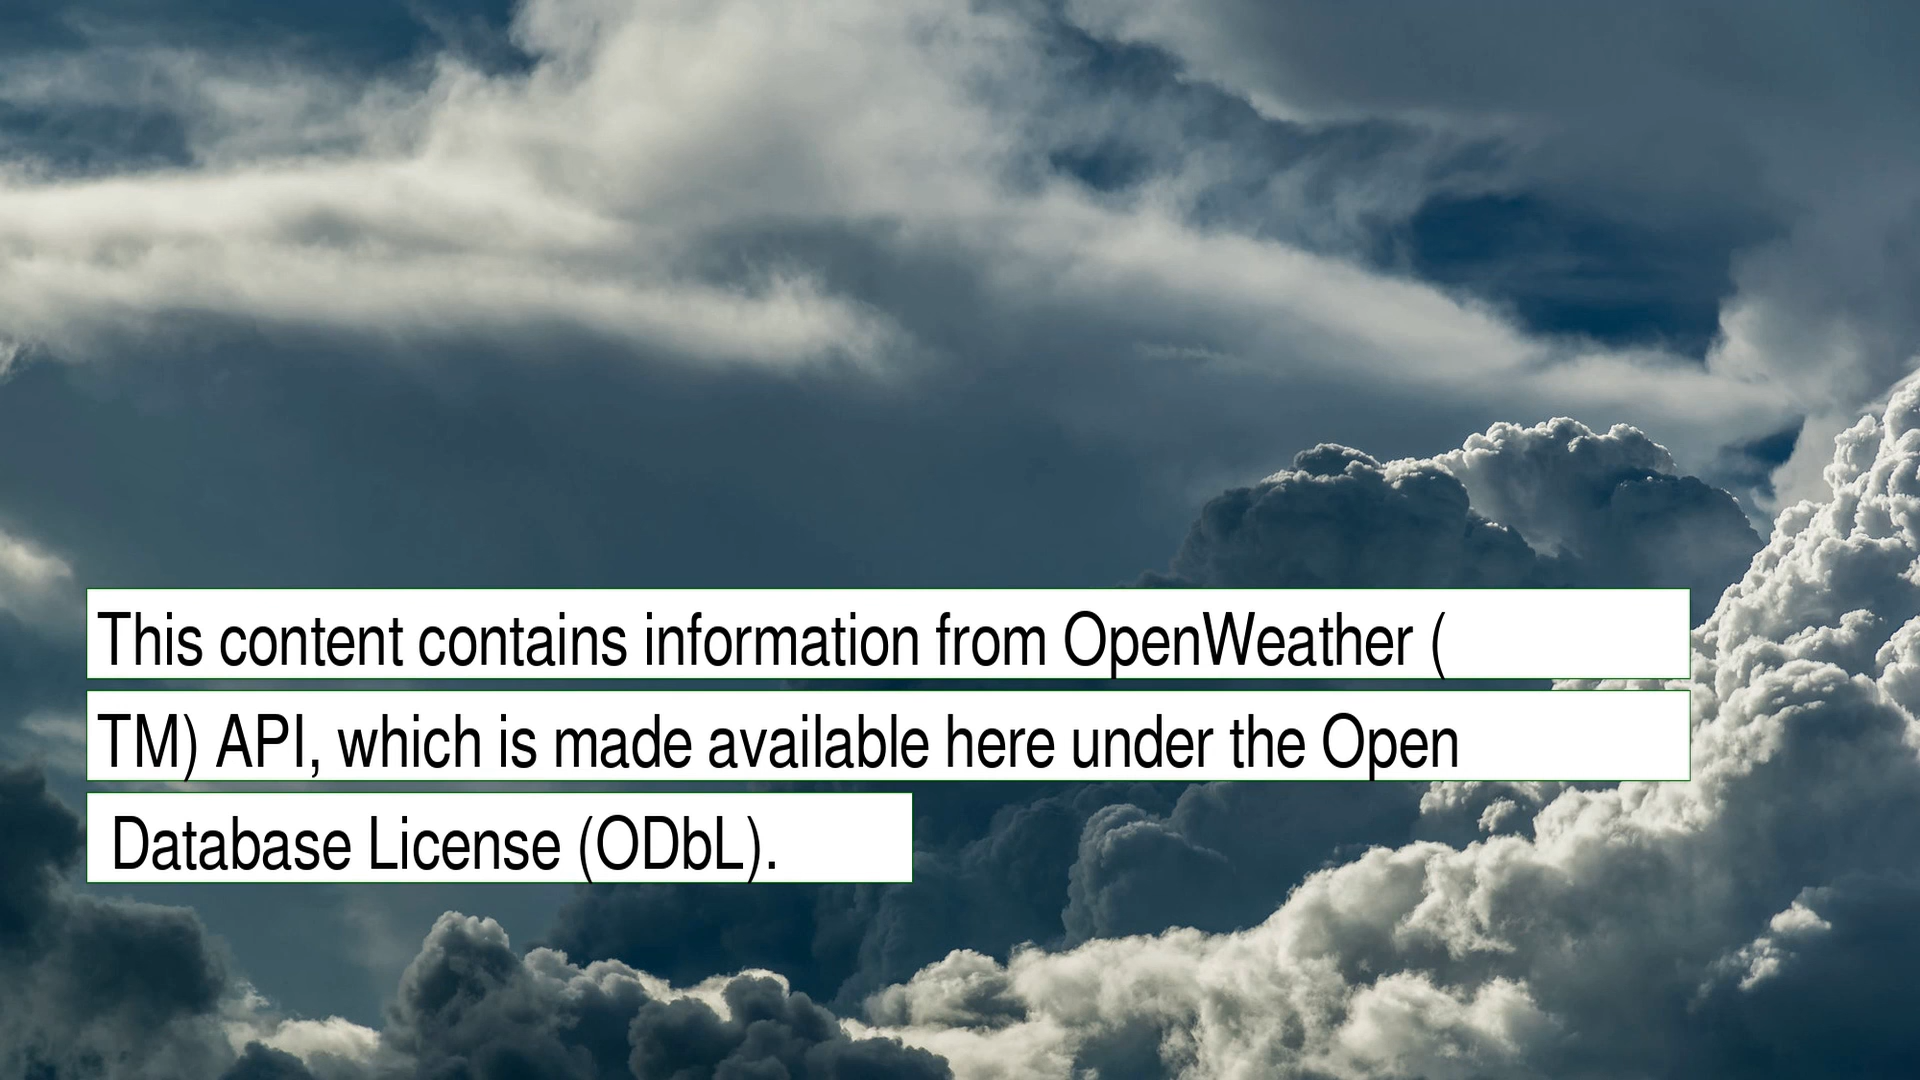 This content contains information from OpenWeather (
TM) API, which is made available here under the Open
Database License (ODbL).